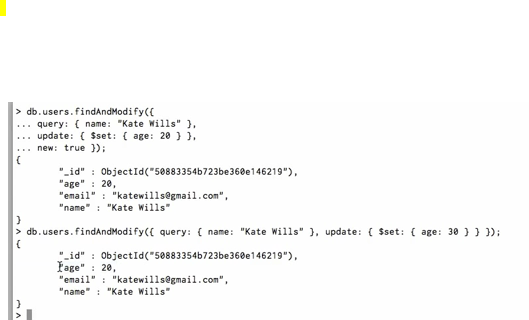 > db.users.findAndModify({
... query: { name: "Kate Wills" },
... update: { $set: { age: 20 } },
... new: true });
{
"_id" : ObjectId("50883354b723be360e146219"),
"age" : 20,
"email" : "katewills@gmail.com",
"name" : "Kate Wills"
}
> db.users.findAndModify({ query: { name: "Kate Wills" }, update: { $set: { age: 30 } } });
{
"_id" : ObjectId("50883354b723be360e146219"),
"age" : 20,
"email" : "katewills@gmail.com",
"name" : "Kate Wills"
}
>